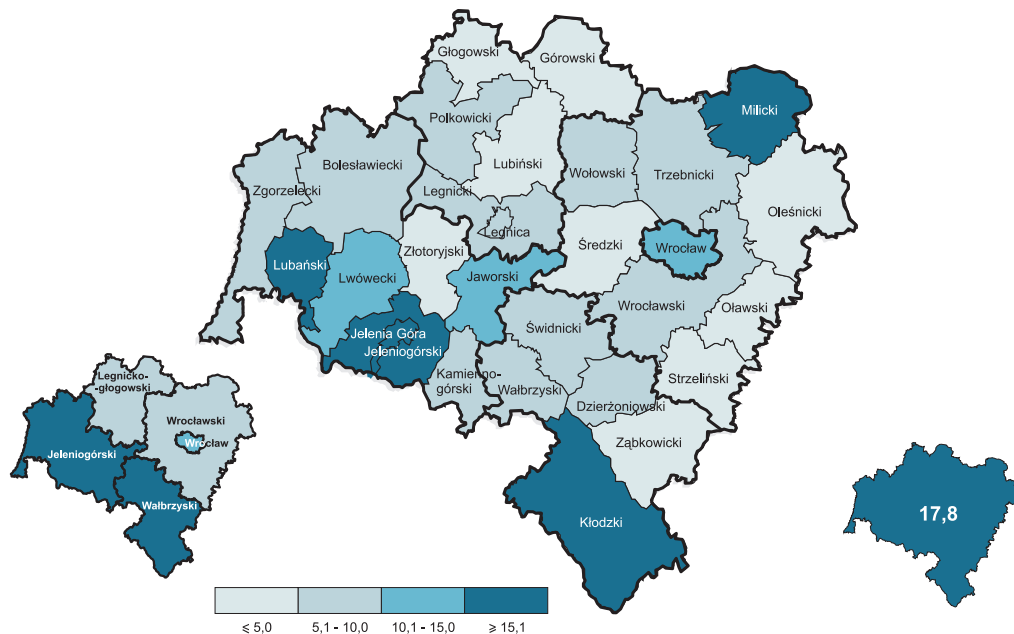 Głogowski
Górowski
Milicki
Polkowicki
Lubiński
Bolesławiecki
Wołowski
Trzebnicki
Zgorzelecki
Legnicki
Oleśnicki
Legnica
Złotoryjski
Średzki
Wrocław
Lubański
Lwówecki
Jaworski
Wrocławski
Oławski
Jelenia Góra
Świdnicki
Jeleniogórski
Kamienno-
górski
Wałbrzyski
Strzeliński
Dzierżoniowski
Ząbkowicki
Kłodzki
Legnicko-
-głogowski
Wrocławski
Wrocław
Jeleniogórski
Wałbrzyski
17,8
⩽ 5,0
5,1 - 10,0
10,1 - 15,0
⩾ 15,1